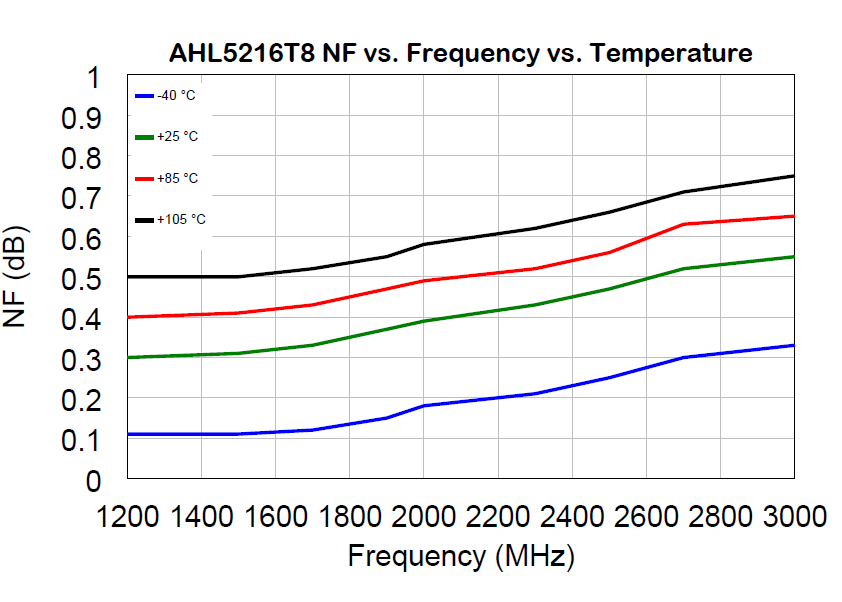 AHL5216T8 NF vs. Frequency vs. Temperature
1
0.9
0.8
0.7
0.6
0.5
0.4
0.3
0.2
0.1
0
NF (dB)
-40 °C
+25 °C
+85 °C
+105 °C
1200 1400 1600 1800 2000 2200 2400 2600 2800 3000
Frequency (MHz)